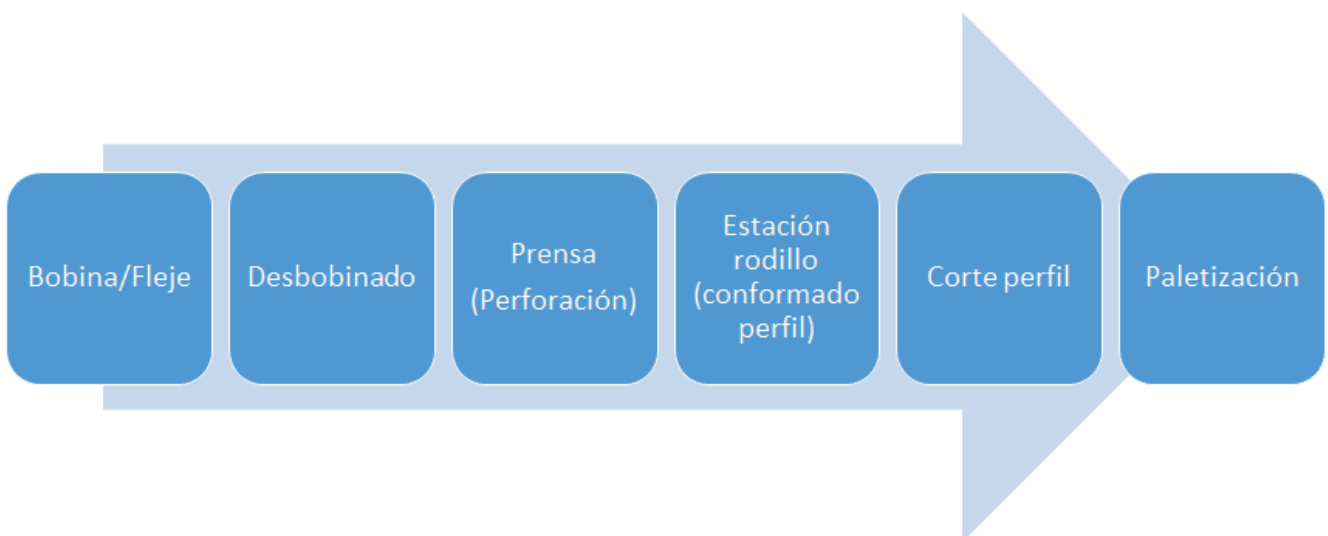 Bobina/Fleje
Desbobinado
Prensa
(Perforación)
Estación
rodillo
(conformado
perfil)
Corte perfil
Paletización